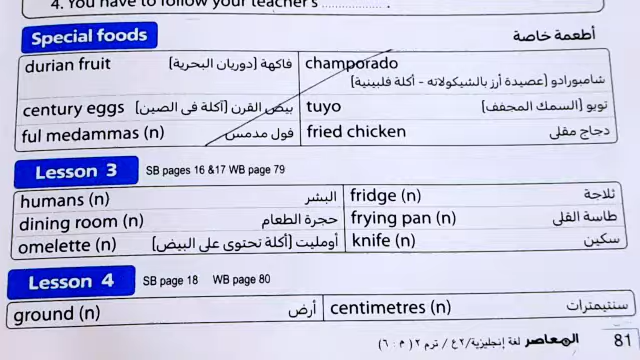 4. You have to follow your teacher's .................. .
Special foods أطعمة خاصة
durian fruit فاكهة [دوريان البحرية]
champorado
شامبورادو [عصيدة أرز بالشيكولاته - أكلة فلبينية]
century eggs بيض القرن [أكلة فى الصين]
tuyo تويو [السمك المجفف]
ful medammas (n) فول مدمس
fried chicken دجاج مقلى
Lesson 3 SB pages 16 &17 WB page 79
humans (n) البشر
fridge (n) ثلاجة
dining room (n) حجرة الطعام
frying pan (n) طاسة القلى
omelette (n) أومليت [أكلة تحتوى على البيض]
knife (n) سكين
Lesson 4 SB page 18 WB page 80
ground (n) أرض
centimetres (n) سنتيمترات
المعاصر لغة إنجليزية/٢ع / ترم ٢ (م : ٦) 81